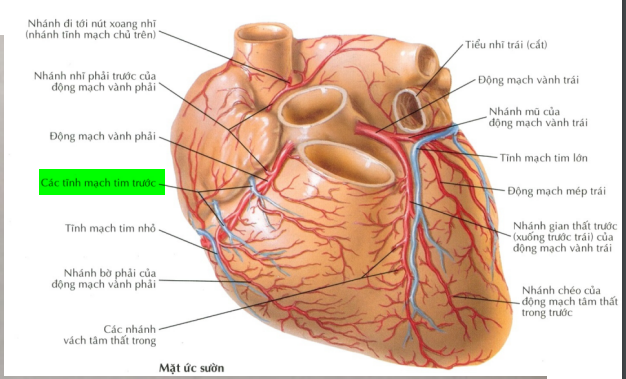 Nhánh đi tới nút xoang nhĩ
(nhánh tĩnh mạch chủ trên)
Nhánh nhĩ phải trước của
động mạch vành phải
Động mạch vành phải
Các tĩnh mạch tim trước
Tĩnh mạch tim nhỏ
Nhánh bờ phải của
động mạch vành phải
Các nhánh
vách tâm thất trong
Tiểu nhĩ trái (cắt)
Động mạch vành trái
Nhánh mũ của
động mạch vành trái
Tĩnh mạch tim lớn
Động mạch mép trái
Nhánh gian thất trước
(xuống trước trái) của
động mạch vành trái
Nhánh chéo của
động mạch tâm thất
trong trước
Mặt ức sườn